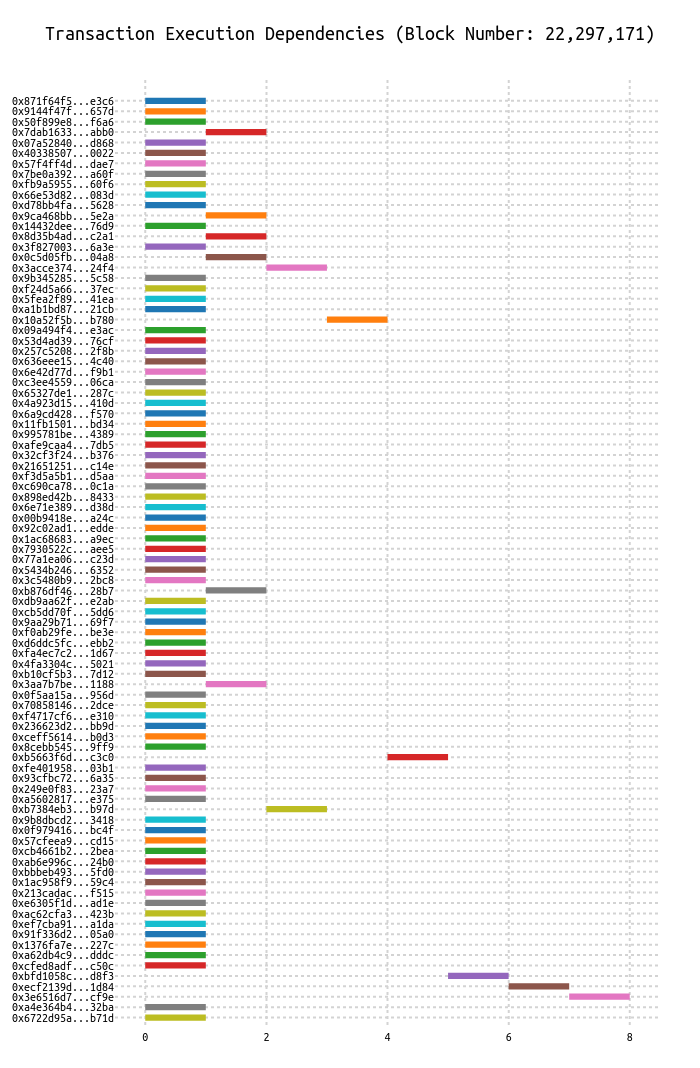 Transaction Execution Dependencies (Block Number: 22,297,171)
0x871f64f5...e3c6
0x9144f47f...657d
0x50f899e8...f6a6
0x7dab1633...abb0
0x07a52840...d868
0x40338507...0022
0x57f4ff4d...dae7
0x7be0a392...a60f
0xfb9a5955...60f6
0x66e53d82...083d
0xd78bb4fa...5628
0x9ca468bb...5e2a
0x14432dee...76d9
0x8d35b4ad...c2a1
0x3f827003...6a3e
0x0c5d05fb...04a8
0x3acce374...24f4
0x9b345285...5c58
0xf24d5a66...37ec
0x5fea2f89...41ea
0xa1b1bd87...21cb
0x10a52f5b...b780
0x09a494f4...e3ac
0x53d4ad39...76cf
0x257c5208...2f8b
0x636eee15...4c40
0x6e42d77d...f9b1
0xc3ee4559...06ca
0x65327de1...287c
0x4a923d15...410d
0x6a9cd428...f570
0x11fb1501...bd34
0x995781be...4389
0xafe9caa4...7db5
0x32cf3f24...b376
0x21651251...c14e
0xf3d5a5b1...d5aa
0xc690ca78...0c1a
0x898ed42b...8433
0x6e71e389...d38d
0x00b9418e...a24c
0x92c02ad1...edde
0x1ac68683...a9ec
0x7930522c...aee5
0x77a1ea06...c23d
0x5434b246...6352
0x3c5480b9...2bc8
0xb876df46...28b7
0xdb9aa62f...e2ab
0xcb5dd70f...5dd6
0x9aa29b71...69f7
0xf0ab29fe...be3e
0xd6ddc5fc...ebb2
0xfa4ec7c2...1d67
0x4fa3304c...5021
0xb10cf5b3...7d12
0x3aa7b7be...1188
0x0f5aa15a...956d
0x70858146...2dce
0xf4717cf6...e310
0x236623d2...bb9d
0xceff5614...b0d3
0x8cebb545...9ff9
0xb5663f6d...c3c0
0xfe401958...03b1
0x93cfbc72...6a35
0x249e0f83...23a7
0xa5602817...e375
0xb7384eb3...b97d
0x9b8dbcd2...3418
0x0f979416...bc4f
0x57cfeea9...cd15
0xcb4661b2...2bea
0xab6e996c...24b0
0xbbbeb493...5fd0
0x1ac958f9...59c4
0x213cadac...f515
0xe6305f1d...ad1e
0xac62cfa3...423b
0xef7cba91...a1da
0x91f336d2...05a0
0x1376fa7e...227c
0xa62db4c9...dddc
0xcfed8adf...c50c
0xbfd1058c...d8f3
0xecf2139d...1d84
0x3e6516d7...cf9e
0xa4e364b4...32ba
0x6722d95a...b71d
0 2 4 6 8